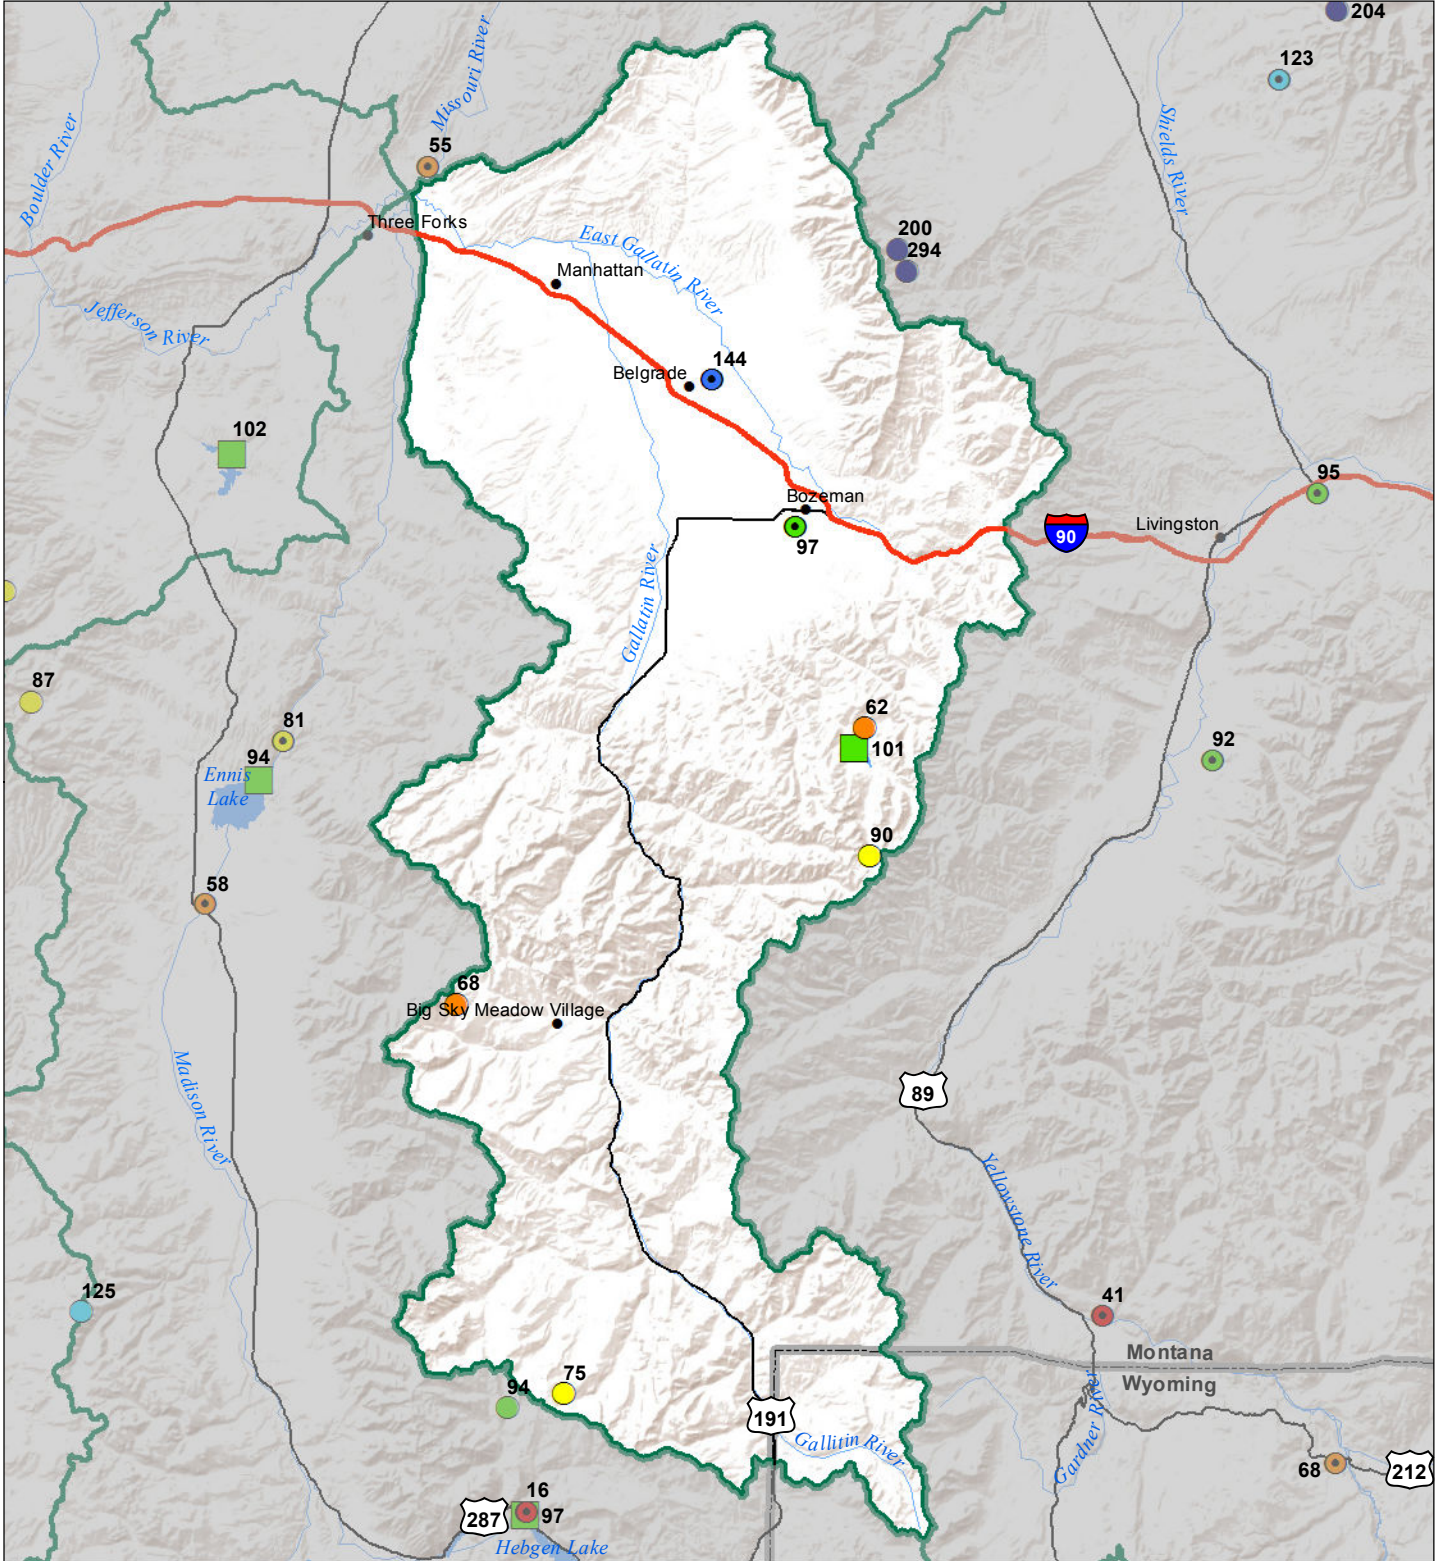 204
123
Missouri River
55
Boulder River
Shields River
Three Forks
200
East Gallatin River
294
Manhattan
Jefferson River
144
Belgrade
102
95
Bozeman
Livingston
90
97
Gallatin River
87
62
81
101
92
94
Ennis
Lake
90
58
68
Big Sky Meadow Village
89
Madison River
Yellowstone River
125
41
Montana
Wyoming
75
94
191
Gardner River
Gallitin River
68
212
16
287
97
Hebgen Lake